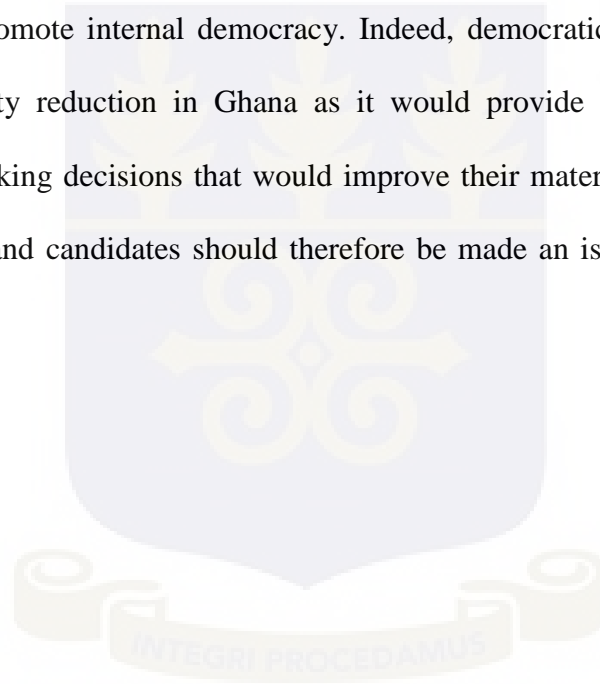 omote internal democracy. Indeed, democratic
ty reduction in Ghana as it would provide
king decisions that would improve their mater
and candidates should therefore be made an is
INTEGRI PROCEDAMUS